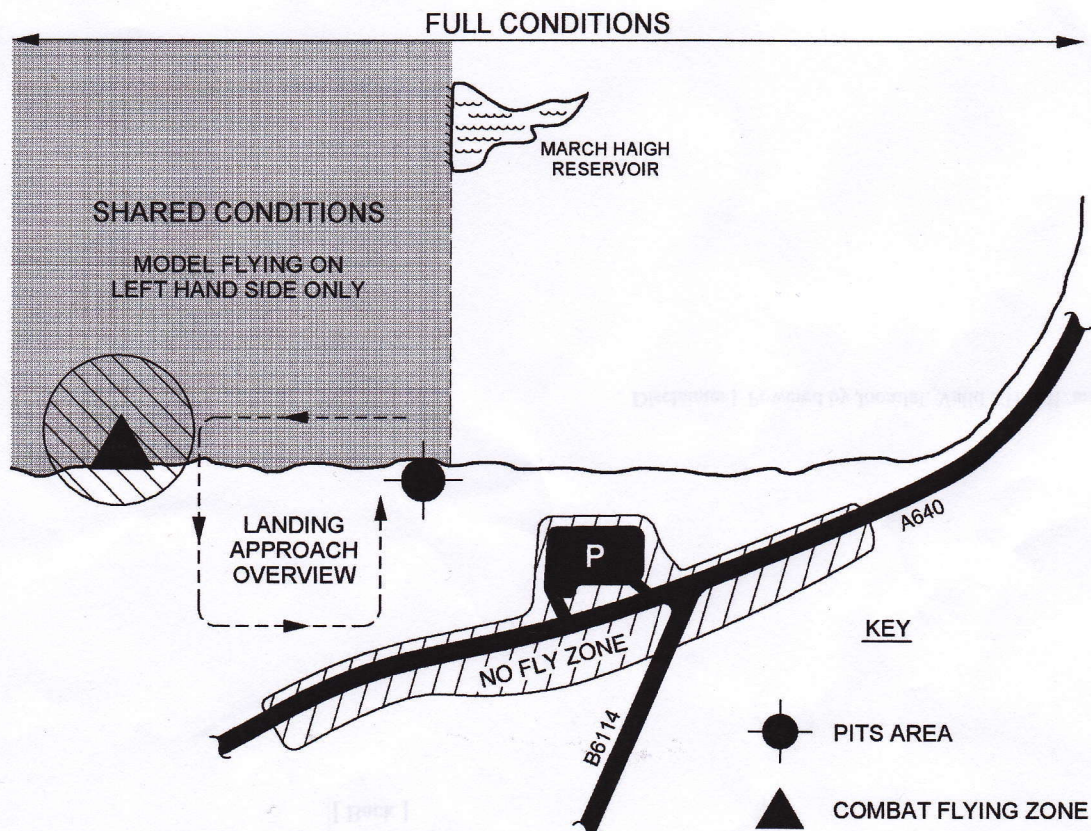 FULL CONDITIONS
MARCH HAIGH
RESERVOIR
SHARED CONDITIONS
MODEL FLYING ON
LEFT HAND SIDE ONLY
LANDING
APPROACH
OVERVIEW
P
A640
NO FLY ZONE
B6114
KEY
PITS AREA
COMBAT FLYING ZONE
[ Back ]